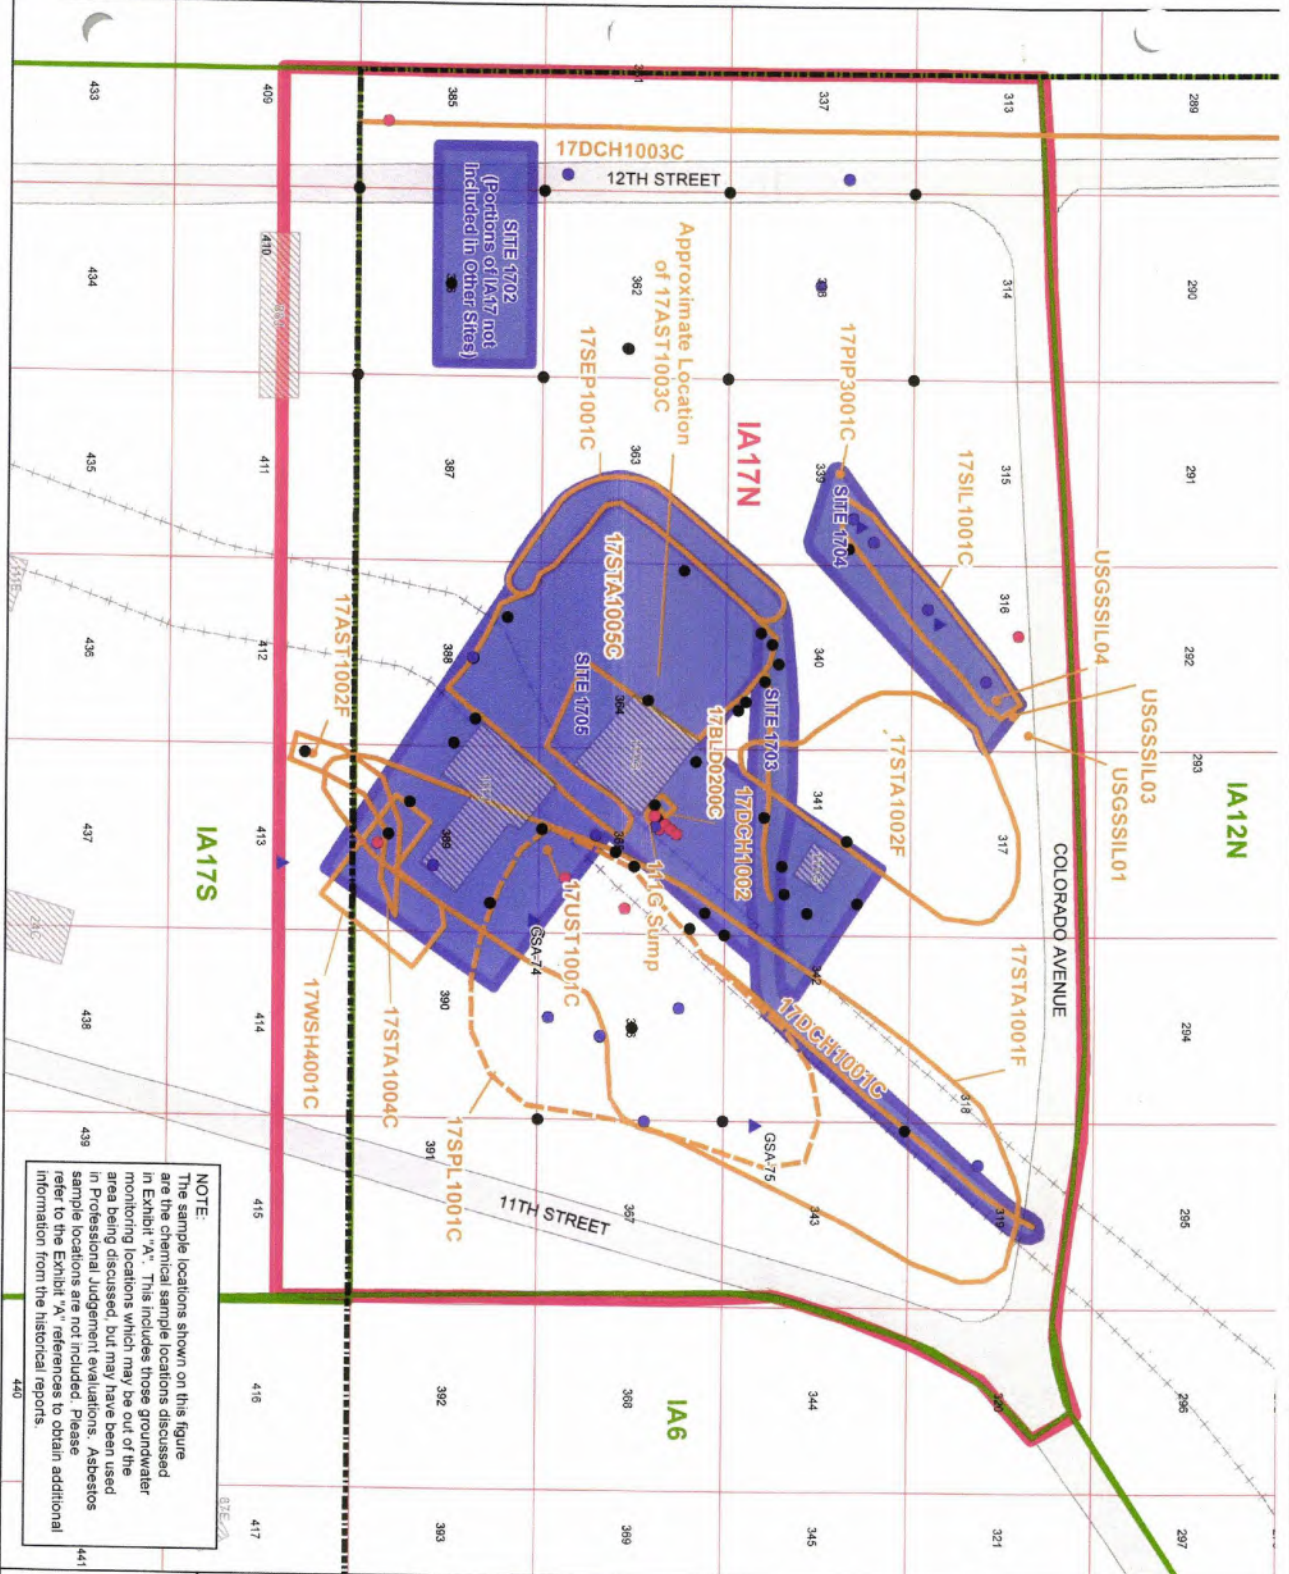 289
290
291
292
293
294
295
296
297
IA12N
313
314
315
316
317
318
319
320
321
COLORADO AVENUE
USGSSIL04
USGSSIL03
USGSSIL01
17SIL1001C
17PIP3001C
SITE 1704
17STA1002F
17STA1001F
337
338
339
340
341
342
343
344
345
IA17N
SITE 1703
17DCH1002
17BLD0200C
17DCH1001C
GSA-75
IA6
12TH STREET
17DCH1003C
361
362
363
364
366
367
368
369
Approximate Location
of 17AST1003C
17SEP1001C
17STA1005C
SITE 1705
111G Sump
17UST1001C
GSA-74
11TH STREET
SITE 1702
(Portions of IA17 not
Included in Other Sites)
385
386
387
388
389
390
391
392
393
17AST1002F
17WSH4001C
17STA1004C
17SPL1001C
409
410
411
412
413
414
415
416
417
IA17S
433
434
435
436
437
438
439
440
441
87E
NOTE:
The sample locations shown on this figure
are the chemical sample locations discussed
in Exhibit "A". This includes those groundwater
monitoring locations which may be out of the
area being discussed, but may have been used
in Professional Judgement evaluations. Asbestos
sample locations are not included. Please
refer to the Exhibit "A" references to obtain additional
information from the historical reports.